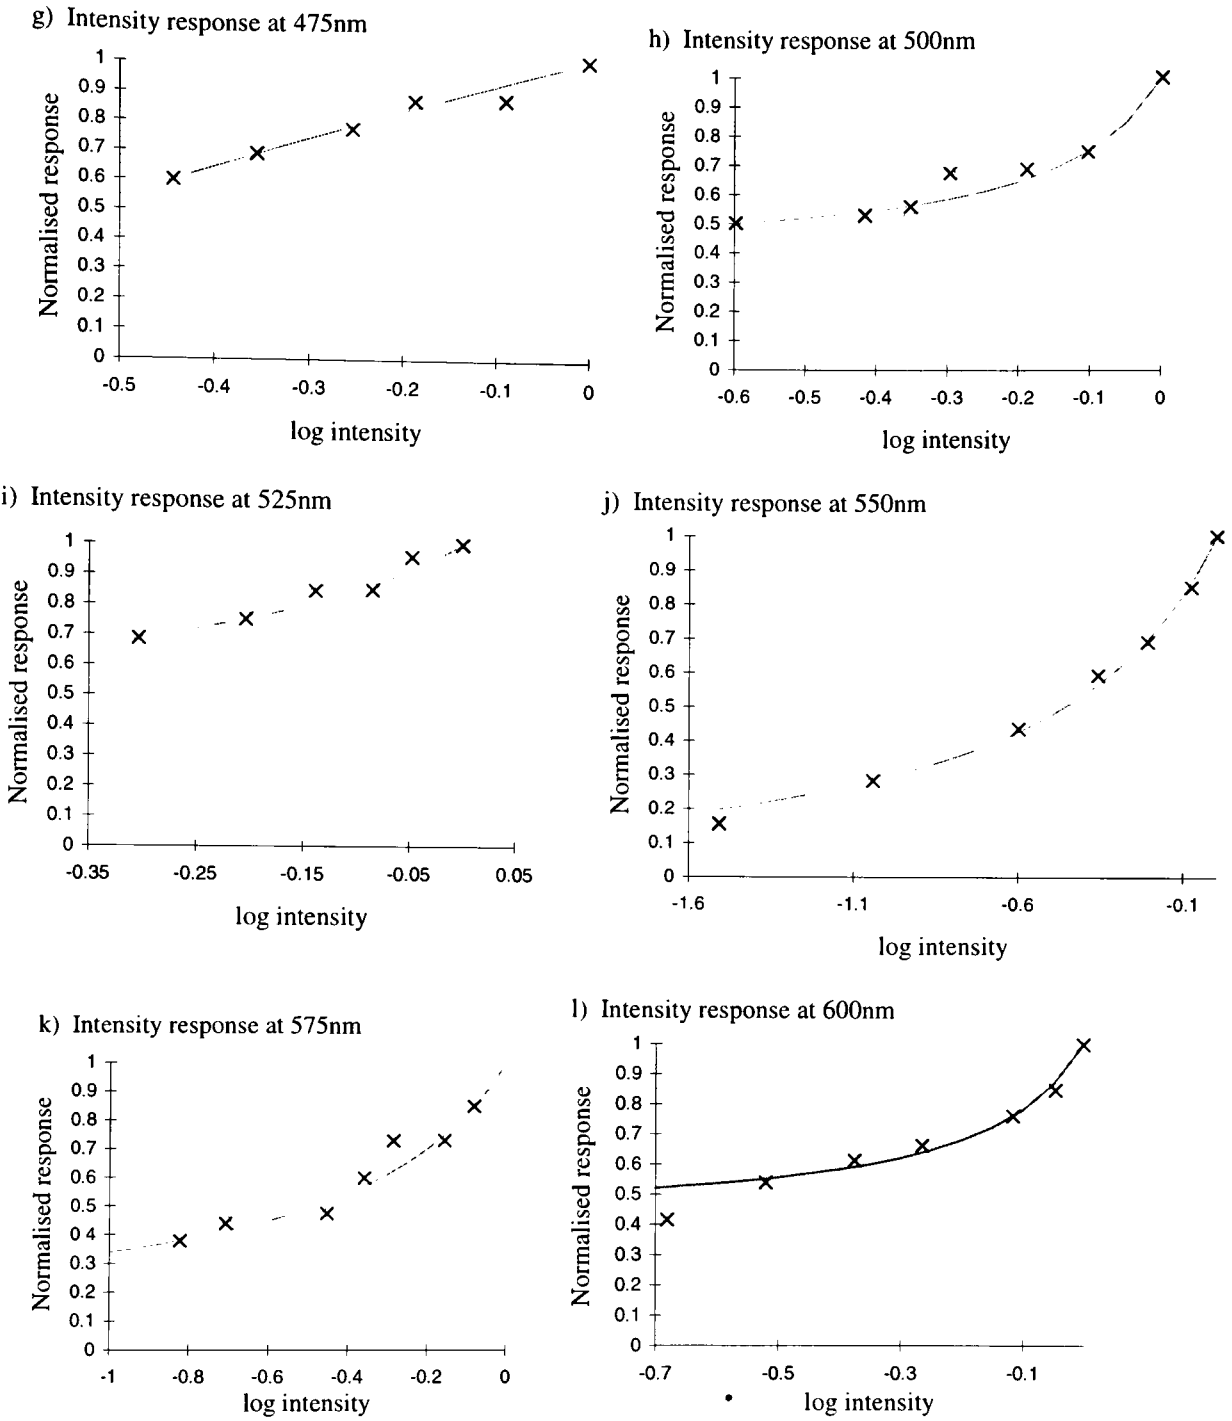 g) Intensity response at 475nm
Normalised response
1
0.9
0.8
0.7
0.6
0.5
0.4
0.3
0.2
0.1
0
-0.5 -0.4 -0.3 -0.2 -0.1 0
log intensity
h) Intensity response at 500nm
Normalised response
1
0.9
0.8
0.7
0.6
0.5
0.4
0.3
0.2
0.1
0
-0.6 -0.5 -0.4 -0.3 -0.2 -0.1 0
log intensity
i) Intensity response at 525nm
Normalised response
1
0.9
0.8
0.7
0.6
0.5
0.4
0.3
0.2
0.1
0
-0.35 -0.25 -0.15 -0.05 0.05
log intensity
j) Intensity response at 550nm
Normalised response
1
0.9
0.8
0.7
0.6
0.5
0.4
0.3
0.2
0.1
0
-1.6 -1.1 -0.6 -0.1
log intensity
k) Intensity response at 575nm
Normalised response
1
0.9
0.8
0.7
0.6
0.5
0.4
0.3
0.2
0.1
0
-1 -0.8 -0.6 -0.4 -0.2 0
log intensity
l) Intensity response at 600nm
Normalised response
1
0.9
0.8
0.7
0.6
0.5
0.4
0.3
0.2
0.1
0
-0.7 -0.5 -0.3 -0.1
log intensity